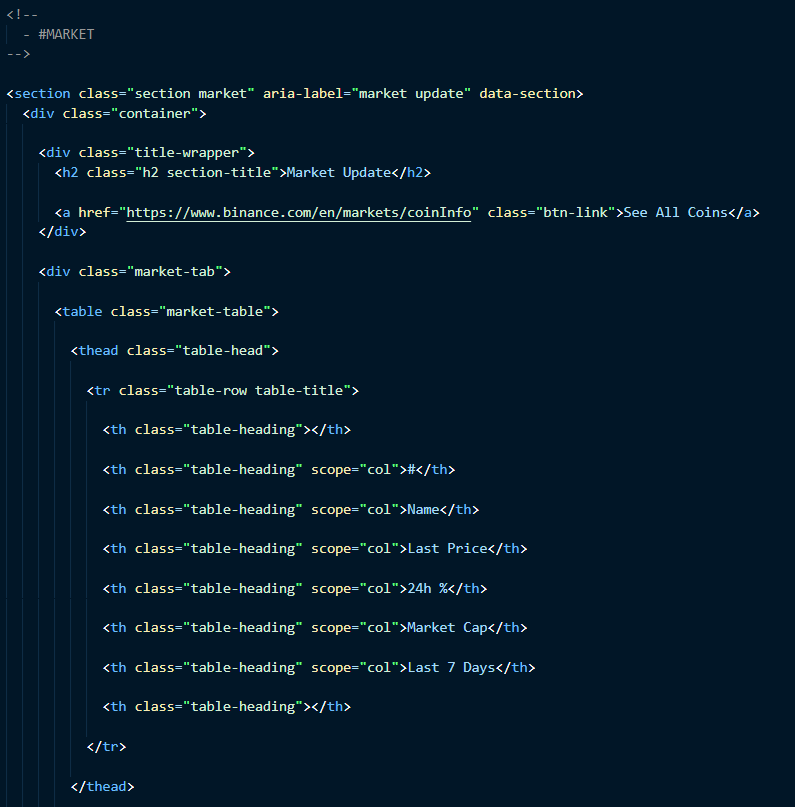 <!--
- #MARKET
-->
<section class="section market" aria-label="market update" data-section>
<div class="container">
<div class="title-wrapper">
<h2 class="h2 section-title">Market Update</h2>
<a href="https://www.binance.com/en/markets/coinInfo" class="btn-link">See All Coins</a>
</div>
<div class="market-tab">
<table class="market-table">
<thead class="table-head">
<tr class="table-row table-title">
<th class="table-heading"></th>
<th class="table-heading" scope="col">#</th>
<th class="table-heading" scope="col">Name</th>
<th class="table-heading" scope="col">Last Price</th>
<th class="table-heading" scope="col">24h %</th>
<th class="table-heading" scope="col">Market Cap</th>
<th class="table-heading" scope="col">Last 7 Days</th>
<th class="table-heading"></th>
</tr>
</thead>